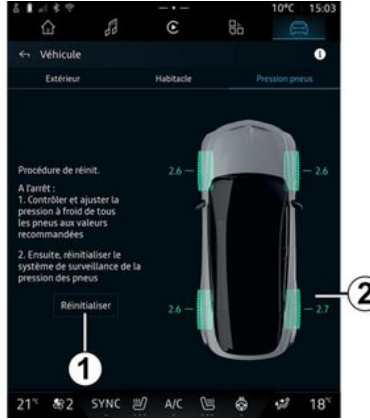 10°C 15:03
Véhicule
Extérieur Habitacle Pression pneus
Procédure de réinit.
A l'arrêt :
1. Contrôler et ajuster la
pression à froid de tous
les pneus aux valeurs
recommandées
2. Ensuite, réinitialiser le
système de surveillance de la
pression des pneus
Réinitialiser
2.6 2.6
2.6 2.7
1
2
21° 2 SYNC A/C 18°